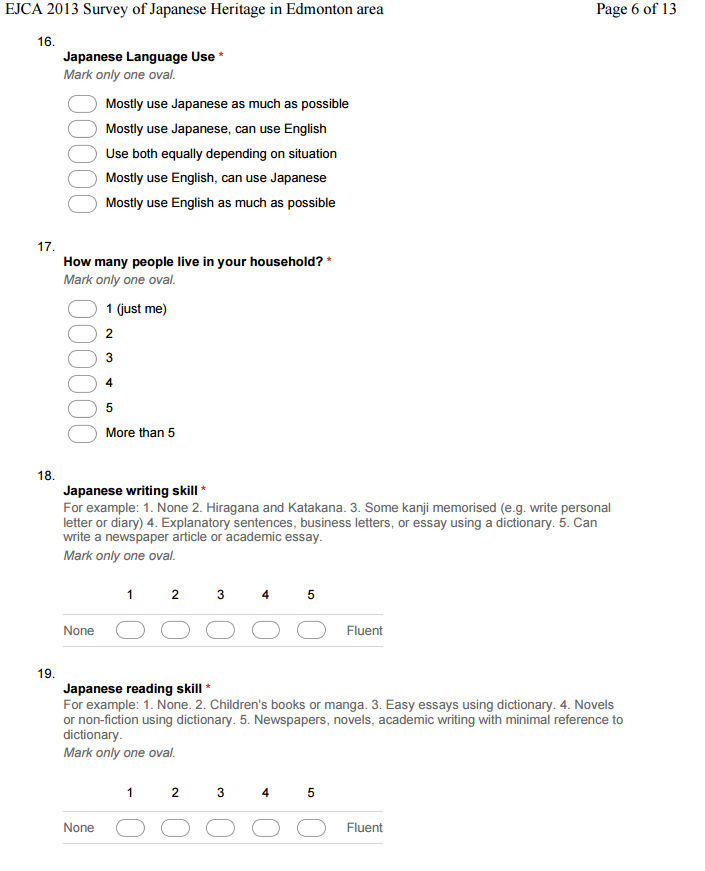 EJCA 2013 Survey of Japanese Heritage in Edmonton area Page 6 of 13
16.
Japanese Language Use *
Mark only one oval.
Mostly use Japanese as much as possible
Mostly use Japanese, can use English
Use both equally depending on situation
Mostly use English, can use Japanese
Mostly use English as much as possible
17.
How many people live in your household? *
Mark only one oval.
1 (just me)
2
3
4
5
More than 5
18.
Japanese writing skill *
For example: 1. None 2. Hiragana and Katakana. 3. Some kanji memorised (e.g. write personal
letter or diary) 4. Explanatory sentences, business letters, or essay using a dictionary. 5. Can
write a newspaper article or academic essay.
Mark only one oval.
1 2 3 4 5
None Fluent
19.
Japanese reading skill *
For example: 1. None. 2. Children's books or manga. 3. Easy essays using dictionary. 4. Novels
or non-fiction using dictionary. 5. Newspapers, novels, academic writing with minimal reference to
dictionary.
Mark only one oval.
1 2 3 4 5
None Fluent